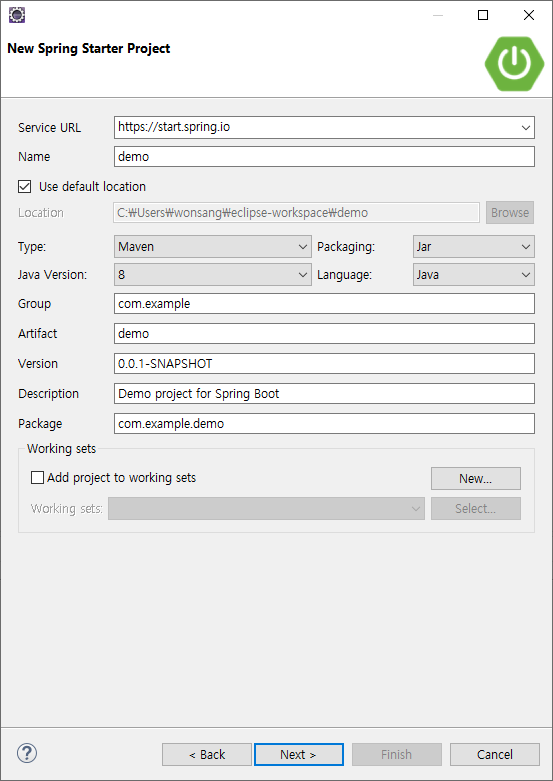 New Spring Starter Project
Service URL https://start.spring.io
Name demo
Use default location
Location C:₩Users₩wonsang₩eclipse-workspace₩demo Browse
Type: Maven Packaging: Jar
Java Version: 8 Language: Java
Group com.example
Artifact demo
Version 0.0.1-SNAPSHOT
Description Demo project for Spring Boot
Package com.example.demo
Working sets
Add project to working sets New...
Working sets: Select...
? < Back Next > Finish Cancel